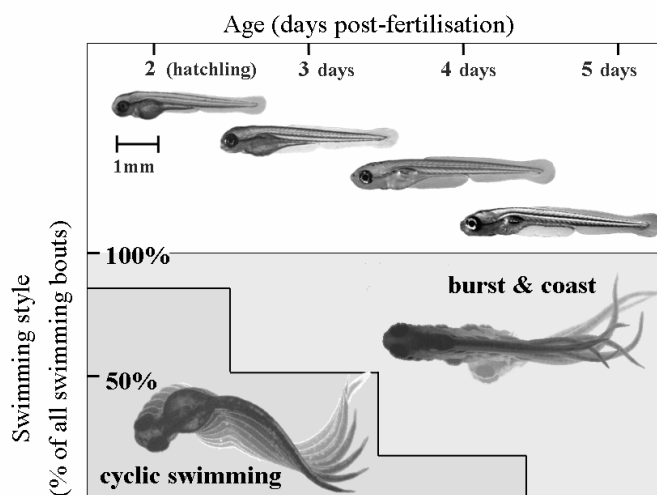 Age (days post-fertilisation)
2 (hatchling)
3 days
4 days
5 days
1mm
100%
burst & coast
50%
cyclic swimming
Swimming style
(% of all swimming bouts)